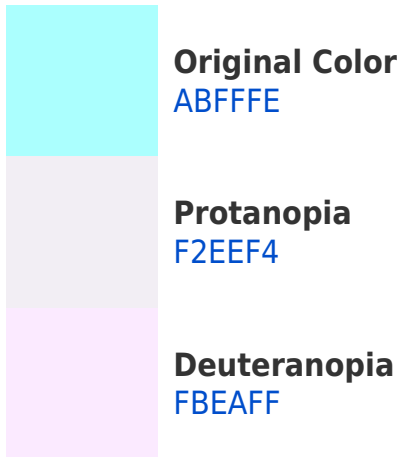 Original Color
ABFFFE
Protanopia
F2EEF4
Deuteranopia
FBEAFF